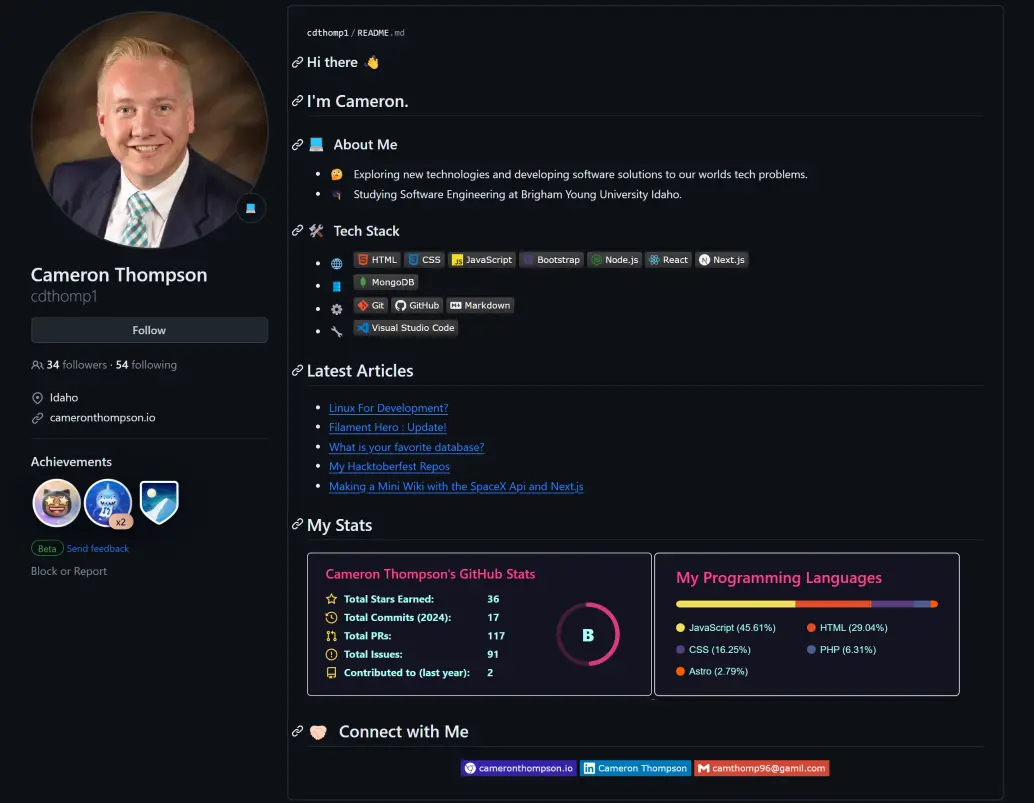 Cameron Thompson
cdthomp1
Follow
34 followers · 54 following
Idaho
cameronthompson.io
Achievements
x2
Beta Send feedback
Block or Report
cdthomp1/README.md
Hi there 👋
I'm Cameron.
About Me
Exploring new technologies and developing software solutions to our worlds tech problems.
Studying Software Engineering at Brigham Young University Idaho.
Tech Stack
HTML CSS JavaScript Bootstrap Node.js React Next.js
MongoDB
Git GitHub Markdown
Visual Studio Code
Latest Articles
Linux For Development?
Filament Hero : Update!
What is your favorite database?
My Hacktoberfest Repos
Making a Mini Wiki with the SpaceX Api and Next.js
My Stats
Cameron Thompson's GitHub Stats
Total Stars Earned: 36
Total Commits (2024): 17
Total PRs: 117
Total Issues: 91
Contributed to (last year): 2
B
My Programming Languages
JavaScript (45.61%) HTML (29.04%)
CSS (16.25%) PHP (6.31%)
Astro (2.79%)
Connect with Me
cameronthompson.io Cameron Thompson camthomp96@gamil.com